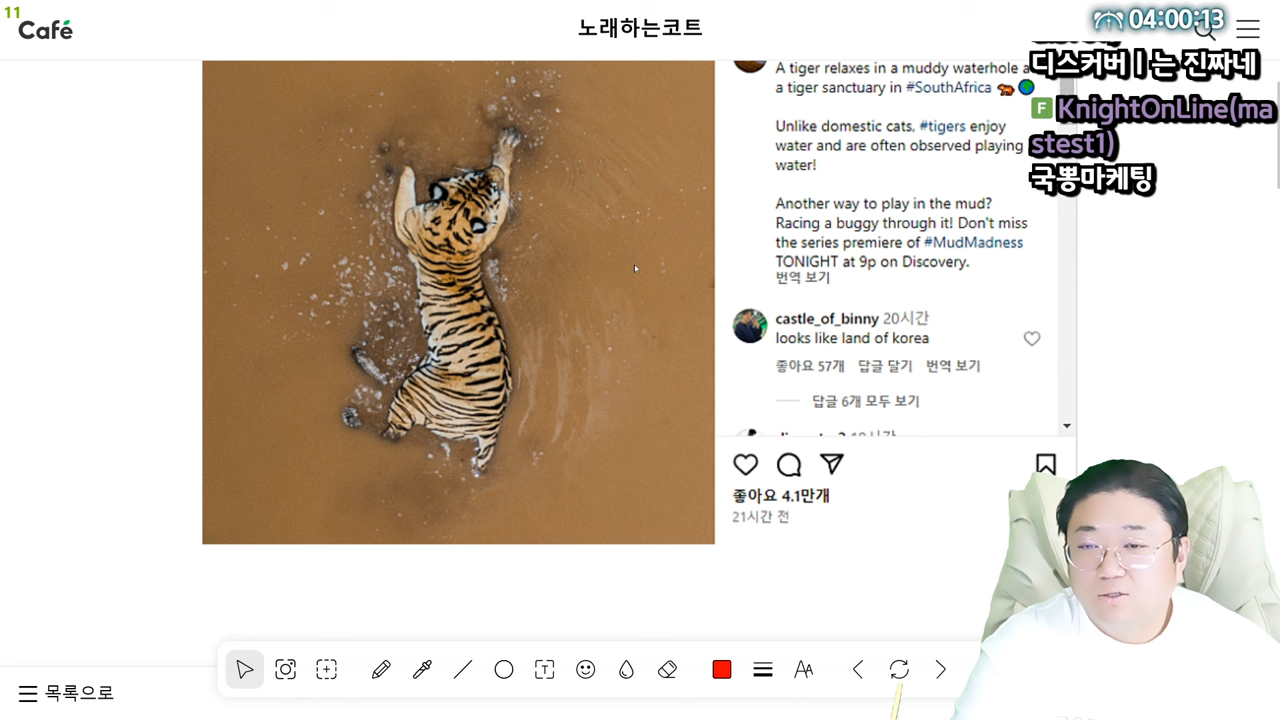 11
Café
노래하는코트
04:00:13
디스커버ㅣ는 진짜네
F KnightOnLine(ma
stest1)
국뽕마케팅
A tiger relaxes in a muddy waterhole a
a tiger sanctuary in #SouthAfrica
Unlike domestic cats, #tigers enjoy
water and are often observed playing
water!
Another way to play in the mud?
Racing a buggy through it! Don't miss
the series premiere of #MudMadness
TONIGHT at 9p on Discovery.
번역 보기
castle_of_binny 20시간
looks like land of korea
좋아요 57개 답글 달기 번역 보기
답글 6개 모두 보기
좋아요 4.1만개
21시간 전
목록으로